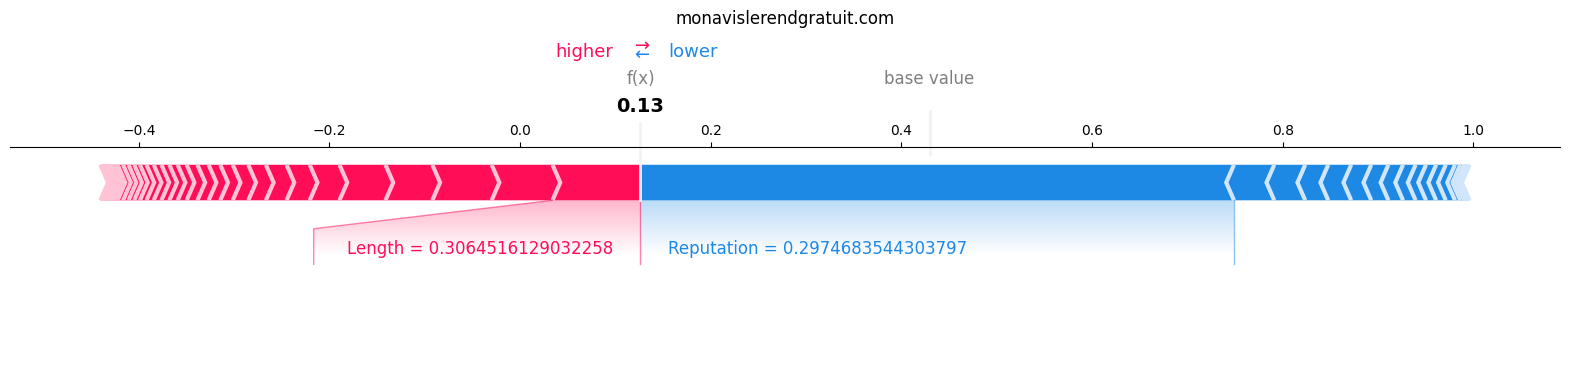 monavislerendgratuit.com
higher ⇄ lower
f(x) base value
0.13
−0.4 −0.2 0.0 0.2 0.4 0.6 0.8 1.0
Length = 0.3064516129032258 Reputation = 0.2974683544303797